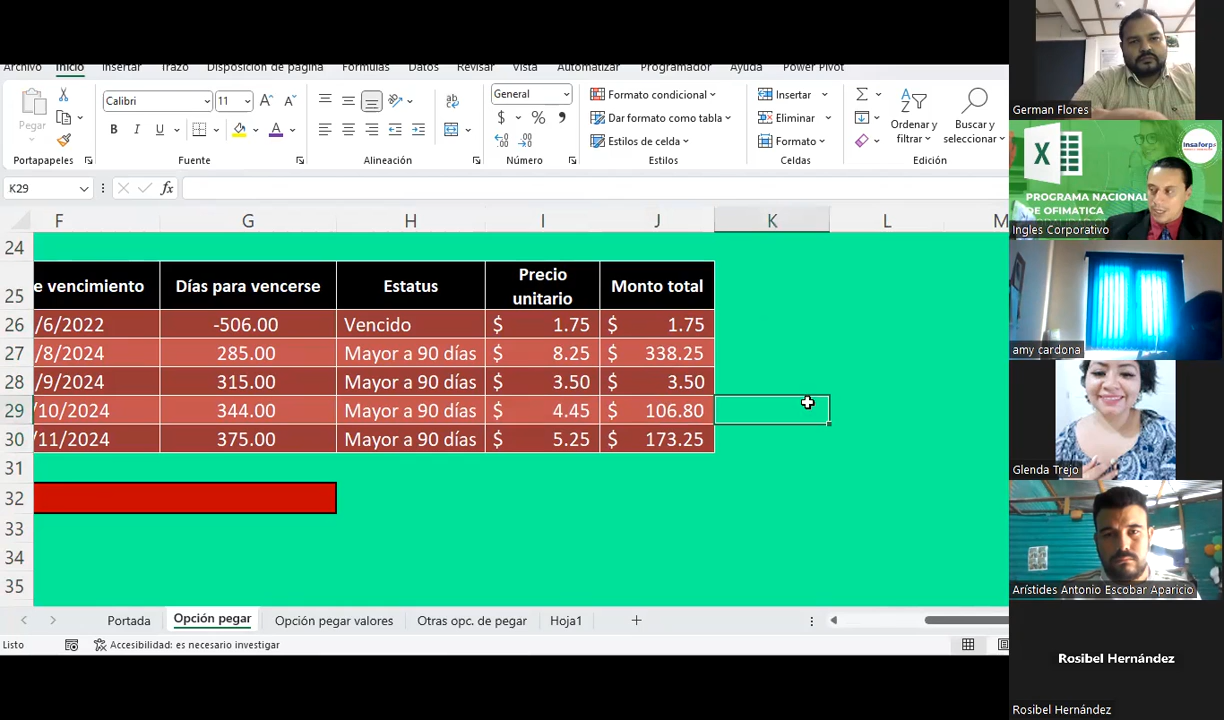 Archivo Inicio Insertar Trazo Disposición de página Fórmulas Datos Revisar Vista Automatizar Programador Ayuda Power Pivot
Pegar
Portapapeles
Calibri 11
N K S
Fuente
Alineación
General
$ % ,
Número
Formato condicional
Dar formato como tabla
Estilos de celda
Estilos
Insertar
Eliminar
Formato
Celdas
Ordenar y
filtrar
Buscar y
seleccionar
Edición
K29
fx
F G H I J K L M
24
25 e vencimiento Días para vencerse Estatus Precio unitario Monto total
26 /6/2022 -506.00 Vencido $ 1.75 $ 1.75
27 /8/2024 285.00 Mayor a 90 días $ 8.25 $ 338.25
28 /9/2024 315.00 Mayor a 90 días $ 3.50 $ 3.50
29 /10/2024 344.00 Mayor a 90 días $ 4.45 $ 106.80
30 /11/2024 375.00 Mayor a 90 días $ 5.25 $ 173.25
31
32
33
34
35
Portada Opción pegar Opción pegar valores Otras opc. de pegar Hoja1
Listo Accesibilidad: es necesario investigar
German Flores
X
insaforp
PROGRAMA NACIONAL
DE OFIMATICA
Ingles Corporativo
amy cardona
Glenda Trejo
Arístides Antonio Escobar Aparicio
Rosibel Hernández
Rosibel Hernández